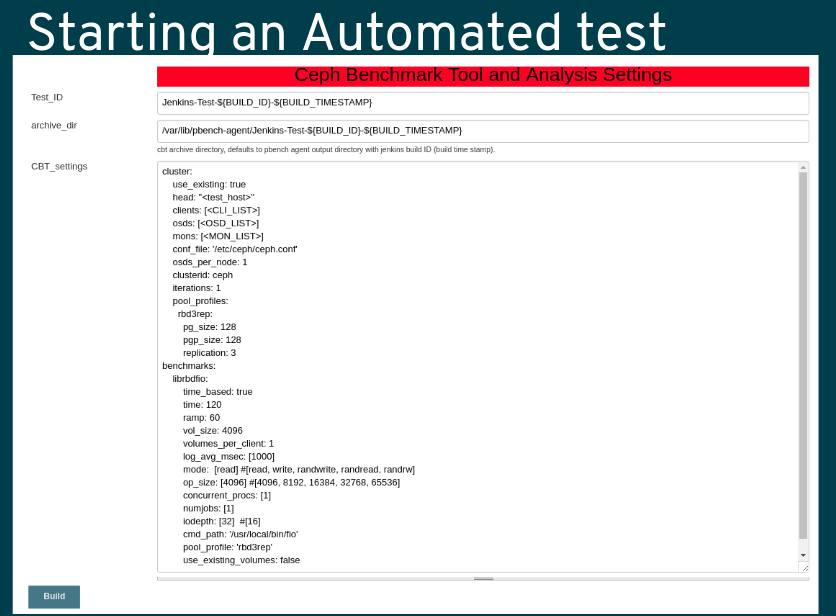 Starting an Automated test
Ceph Benchmark Tool and Analysis Settings
Test_ID
Jenkins-Test-${BUILD_ID}-${BUILD_TIMESTAMP}
archive_dir
/var/lib/pbench-agent/Jenkins-Test-${BUILD_ID}-${BUILD_TIMESTAMP}
cbt archive directory, defaults to pbench agent output directory with jenkins build ID (build time stamp).
CBT_settings
cluster:
    use_existing: true
    head: "<test_host>"
    clients: [<CLI_LIST>]
    osds: [<OSD_LIST>]
    mons: [<MON_LIST>]
    conf_file: '/etc/ceph/ceph.conf'
    osds_per_node: 1
    clusterid: ceph
    iterations: 1
    pool_profiles:
      rbd3rep:
        pg_size: 128
        pgp_size: 128
        replication: 3
benchmarks:
    librbdfio:
        time_based: true
        time: 120
        ramp: 60
        vol_size: 4096
        volumes_per_client: 1
        log_avg_msec: [1000]
        mode:  [read] #[read, write, randwrite, randread, randrw]
        op_size: [4096] #[4096, 8192, 16384, 32768, 65536]
        concurrent_procs: [1]
        numjobs: [1]
        iodepth: [32]  #[16]
        cmd_path: '/usr/local/bin/fio'
        pool_profile: 'rbd3rep'
        use_existing_volumes: false
Build